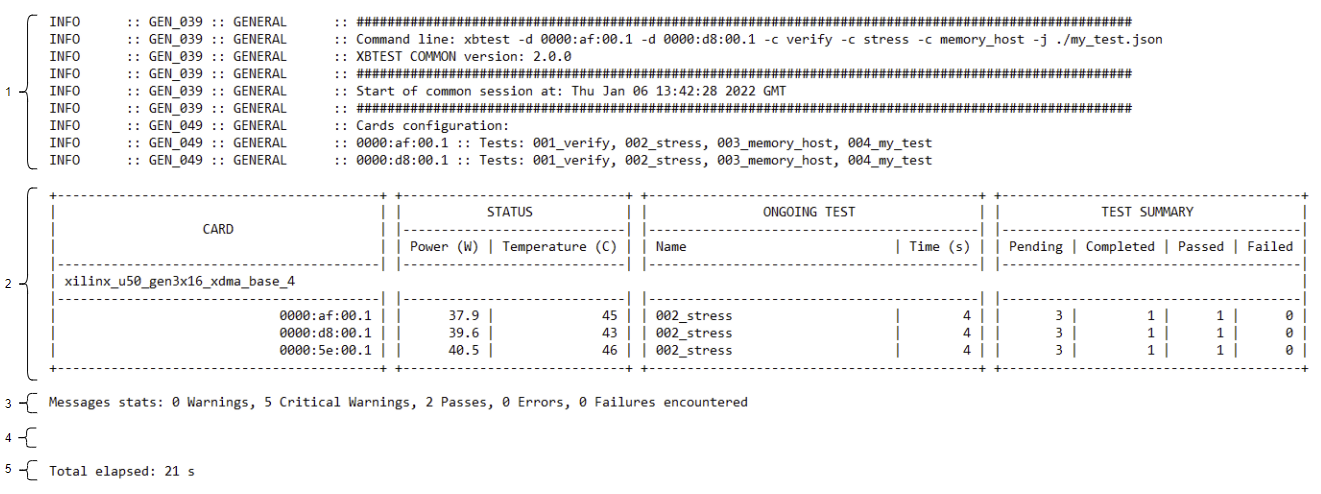 INFO :: GEN_039 :: GENERAL :: #####################################################################################################
INFO :: GEN_039 :: GENERAL :: Command line: xbtest -d 0000:af:00.1 -d 0000:d8:00.1 -c verify -c stress -c memory_host -j ./my_test.json
INFO :: GEN_039 :: GENERAL :: XBTEST COMMON version: 2.0.0
INFO :: GEN_039 :: GENERAL :: #####################################################################################################
1 INFO :: GEN_039 :: GENERAL :: Start of common session at: Thu Jan 06 13:42:28 2022 GMT
INFO :: GEN_039 :: GENERAL :: #####################################################################################################
INFO :: GEN_049 :: GENERAL :: Cards configuration:
INFO :: GEN_049 :: GENERAL :: 0000:af:00.1 :: Tests: 001_verify, 002_stress, 003_memory_host, 004_my_test
INFO :: GEN_049 :: GENERAL :: 0000:d8:00.1 :: Tests: 001_verify, 002_stress, 003_memory_host, 004_my_test
STATUS | | ONGOING TEST | | TEST SUMMARY
CARD
Power (W) | Temperature (C) | | Name | Time (s) | | Pending | Completed | Passed | Failed
2 xilinx_u50_gen3x16_xdma_base_4
0000:af:00.1 | | 37.9 | 45 | | 002_stress | 4 | | 3 | 1 | 1 | 0
0000:d8:00.1 | | 39.6 | 43 | | 002_stress | 4 | | 3 | 1 | 1 | 0
0000:5e:00.1 | | 40.5 | 46 | | 002_stress | 4 | | 3 | 1 | 1 | 0
3 Messages stats: 0 Warnings, 5 Critical Warnings, 2 Passes, 0 Errors, 0 Failures encountered
4
5 Total elapsed: 21 s